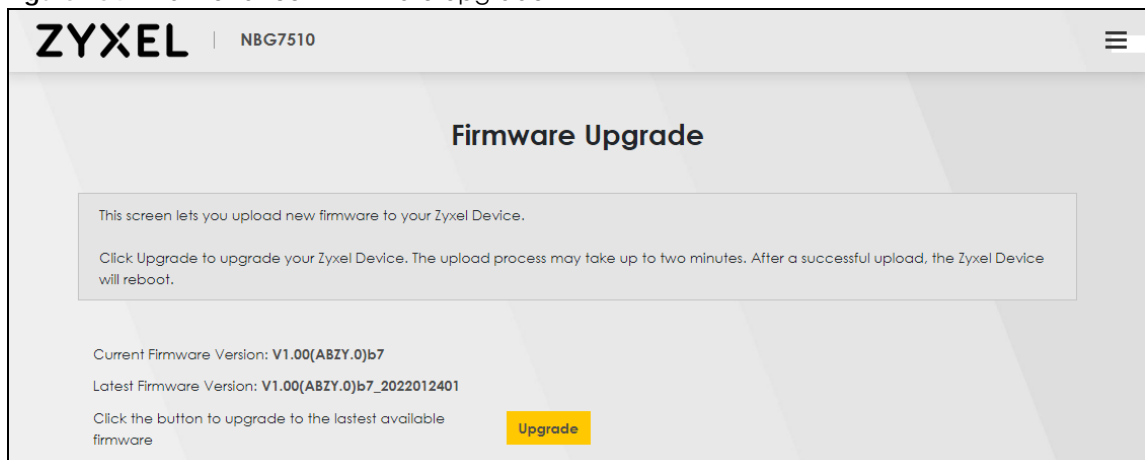 ZYXEL NBG7510
Firmware Upgrade
This screen lets you upload new firmware to your Zyxel Device.
Click Upgrade to upgrade your Zyxel Device. The upload process may take up to two minutes. After a successful upload, the Zyxel Device
will reboot.
Current Firmware Version: V1.00(ABZY.0)b7
Latest Firmware Version: V1.00(ABZY.0)b7_2022012401
Click the button to upgrade to the lastest available
firmware
Upgrade